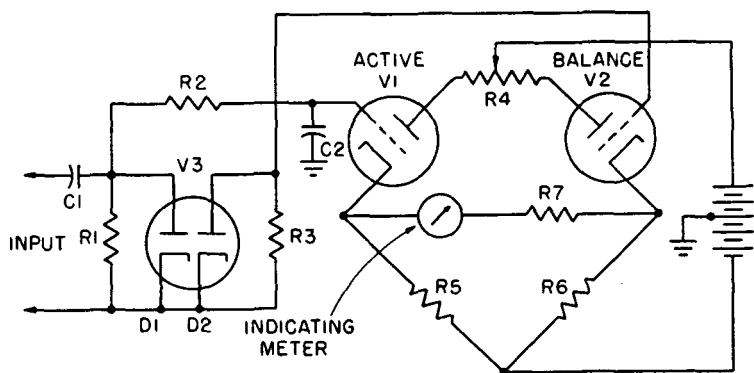 ACTIVE
V1
BALANCE
V2
R2
R4
C2
V3
C1
R7
INPUT
R1
R3
R5
R6
D1
D2
INDICATING
METER